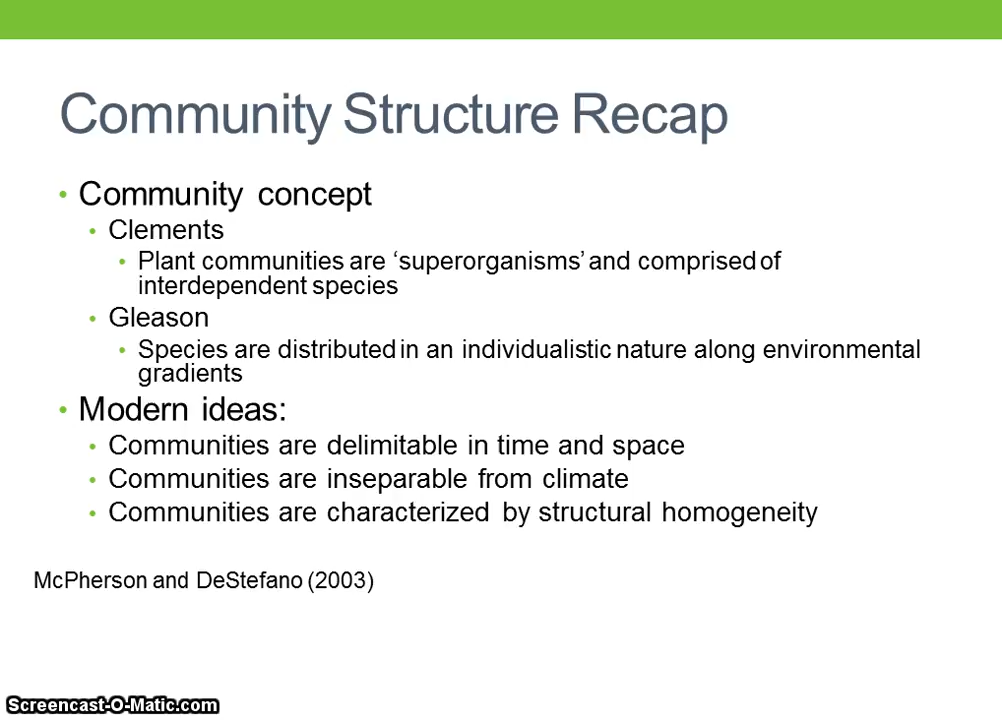 Community Structure Recap
• Community concept
• Clements
• Plant communities are ‘superorganisms’ and comprised of
interdependent species
• Gleason
• Species are distributed in an individualistic nature along environmental
gradients
• Modern ideas:
• Communities are delimitable in time and space
• Communities are inseparable from climate
• Communities are characterized by structural homogeneity
McPherson and DeStefano (2003)
Screencast-O-Matic.com